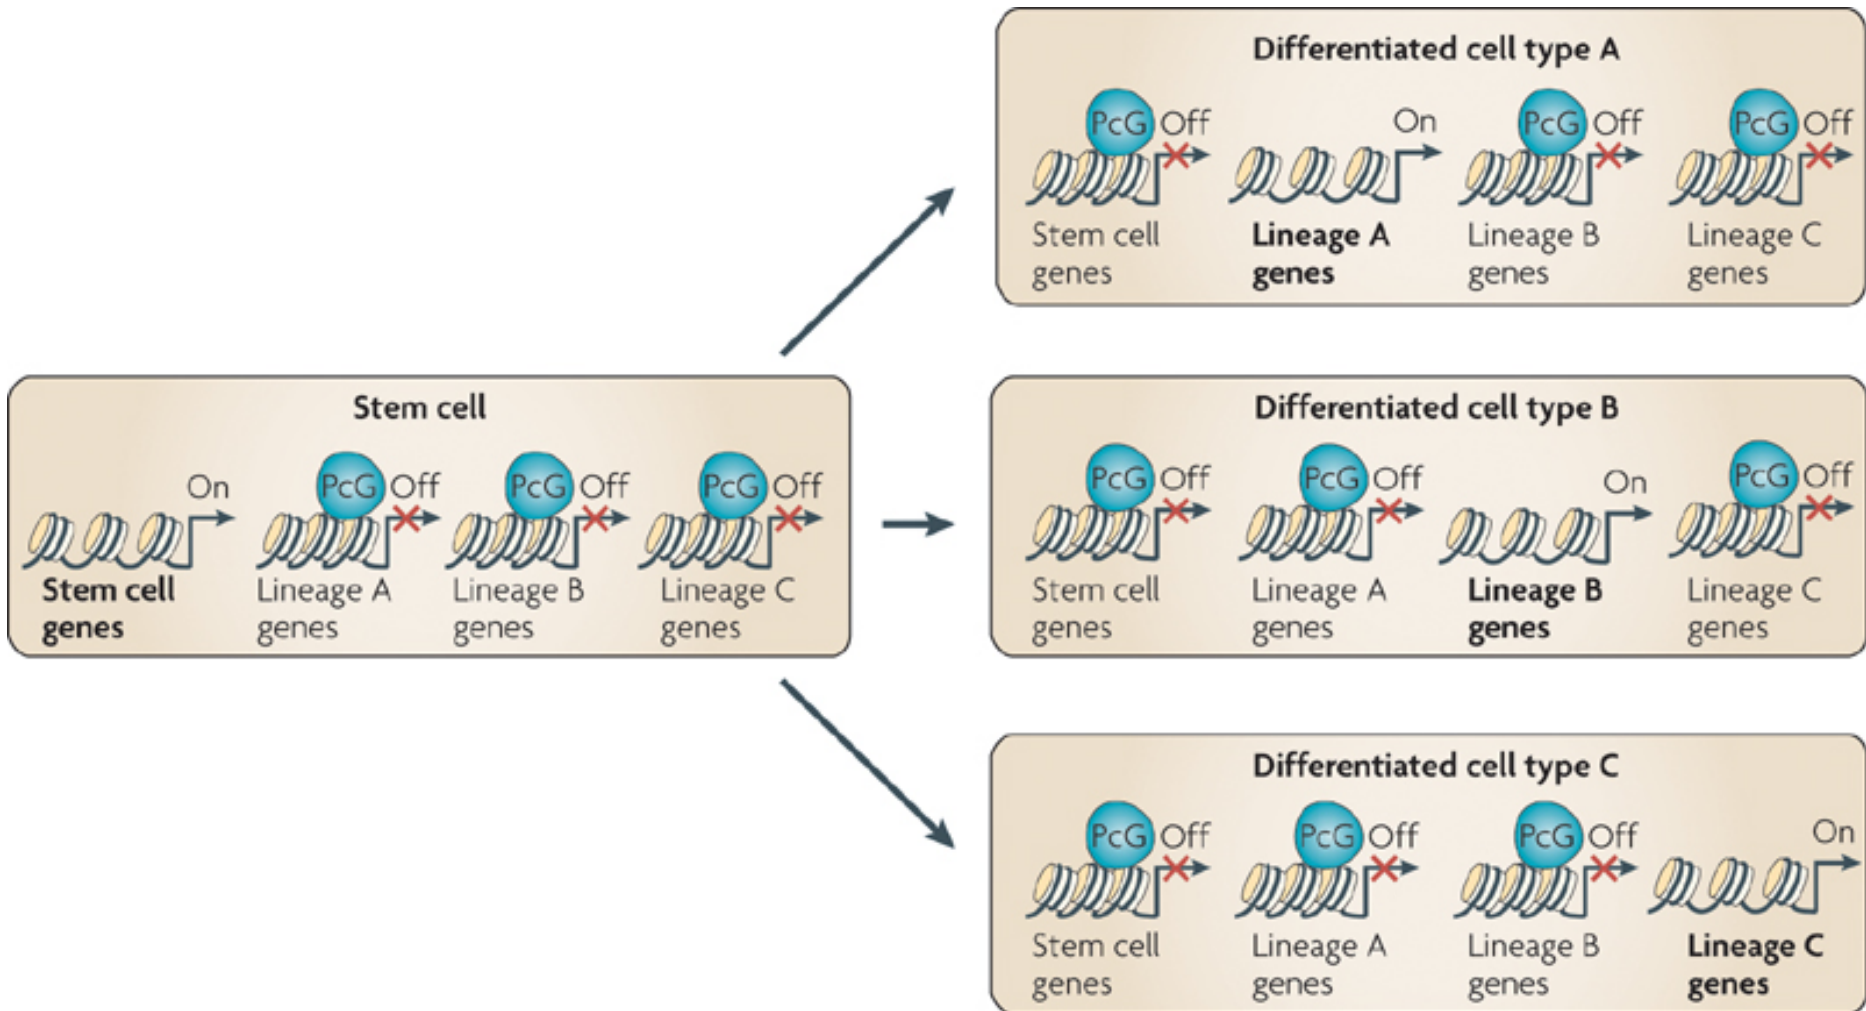 Differentiated cell type A
PcG Off
On
PcG Off
PcG Off
Stem cell
genes
Lineage A
genes
Lineage B
genes
Lineage C
genes
Stem cell
On
PcG Off
PcG Off
PcG Off
Stem cell
genes
Lineage A
genes
Lineage B
genes
Lineage C
genes
Differentiated cell type B
PcG Off
PcG Off
On
PcG Off
Stem cell
genes
Lineage A
genes
Lineage B
genes
Lineage C
genes
Differentiated cell type C
PcG Off
PcG Off
PcG Off
On
Stem cell
genes
Lineage A
genes
Lineage B
genes
Lineage C
genes